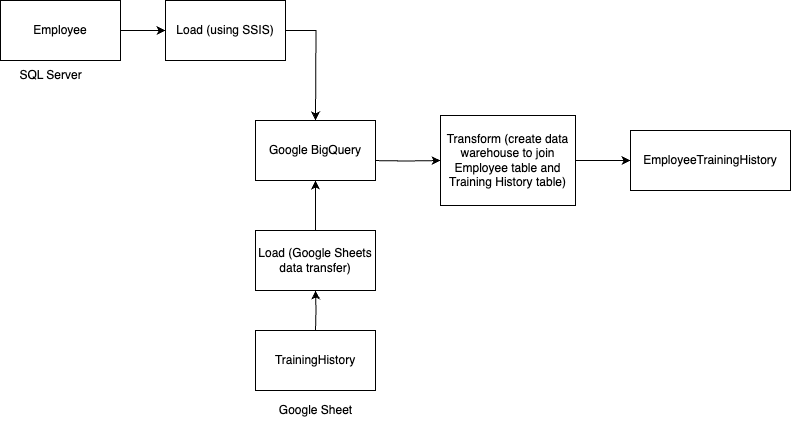 Employee
Load (using SSIS)
SQL Server
Google BigQuery
Transform (create data
warehouse to join
Employee table and
Training History table)
EmployeeTrainingHistory
Load (Google Sheets
data transfer)
TrainingHistory
Google Sheet